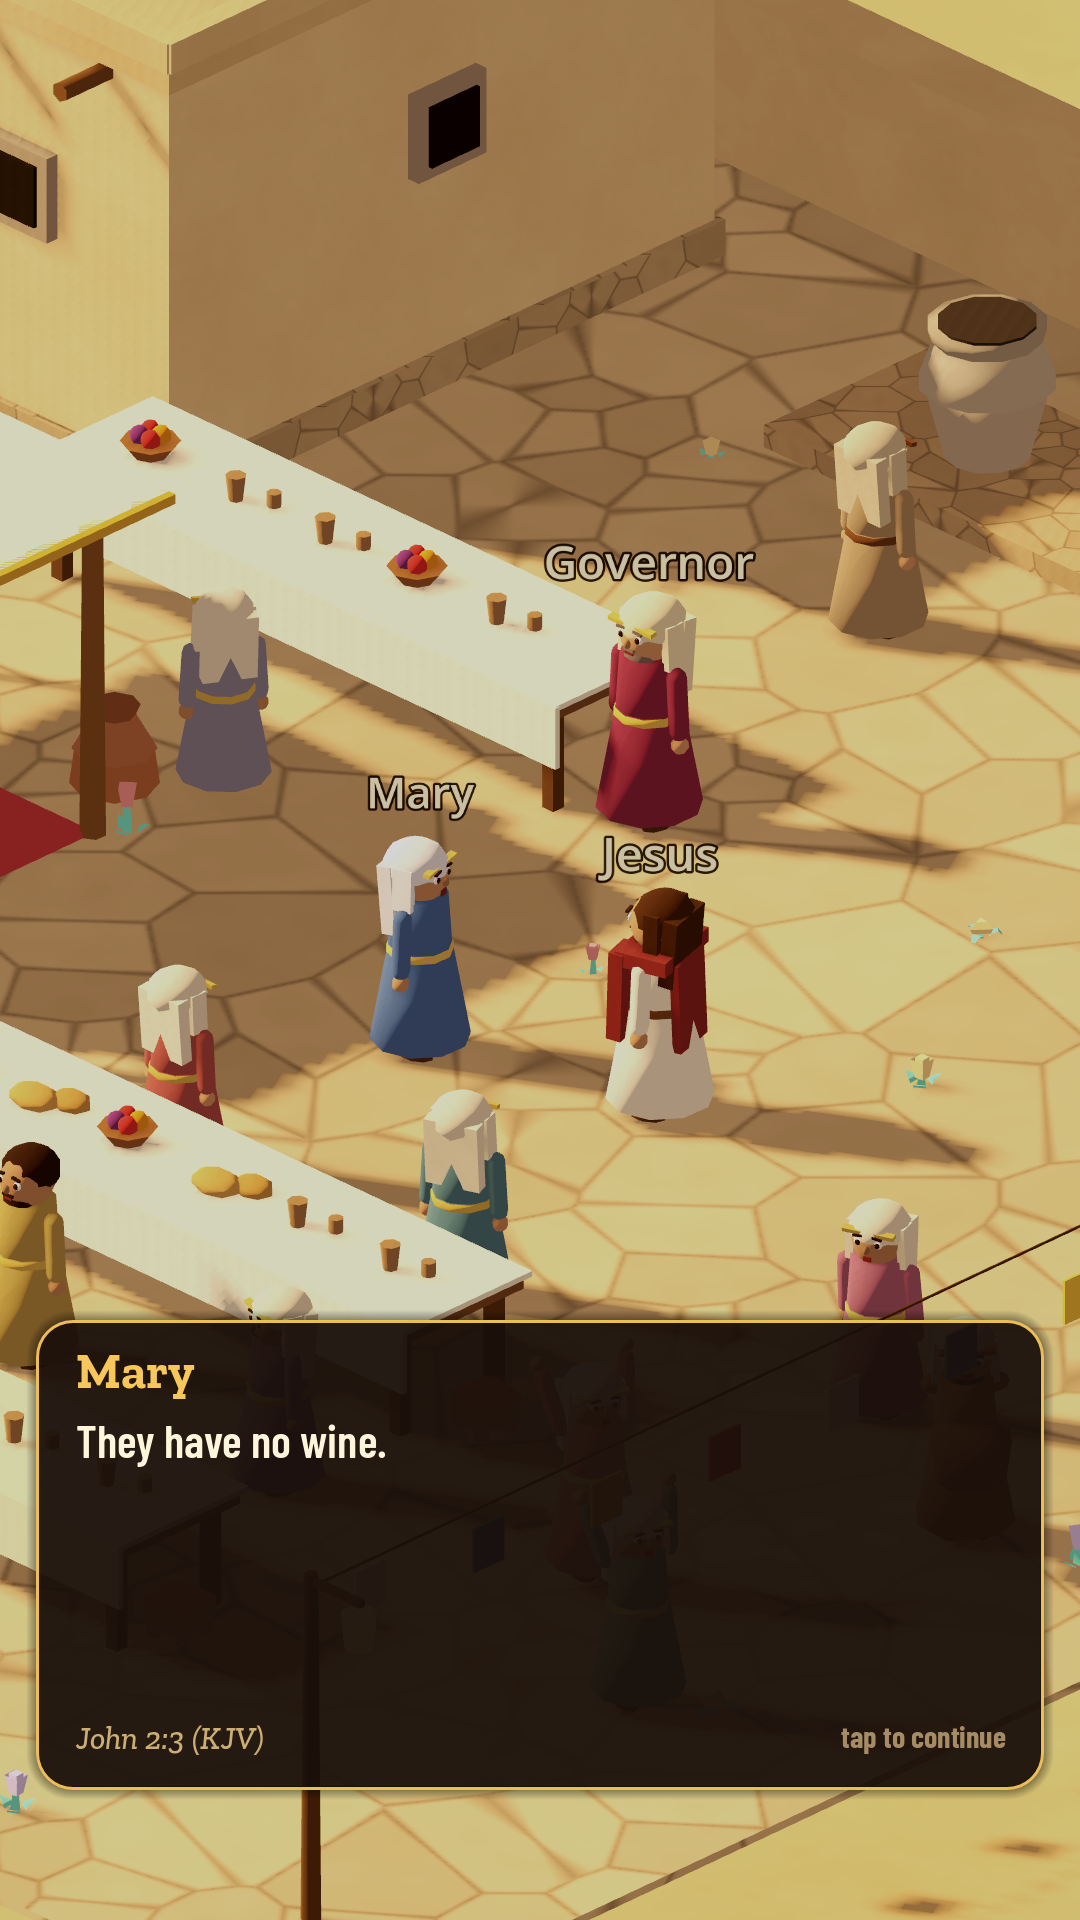 Governor
Mary
Jesus
Mary
They have no wine.
John 2:3 (KJV)
tap to continue